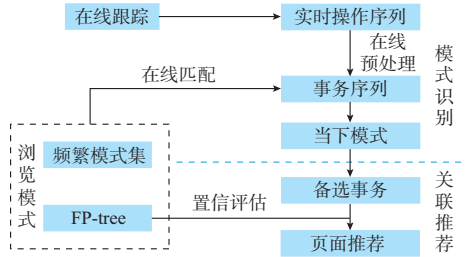 在线跟踪
实时操作序列
在线
预处理
在线匹配
事务序列
模式识别
当下模式
浏览模式
频繁模式集
备选事务
置信评估
FP-tree
页面推荐
关联推荐